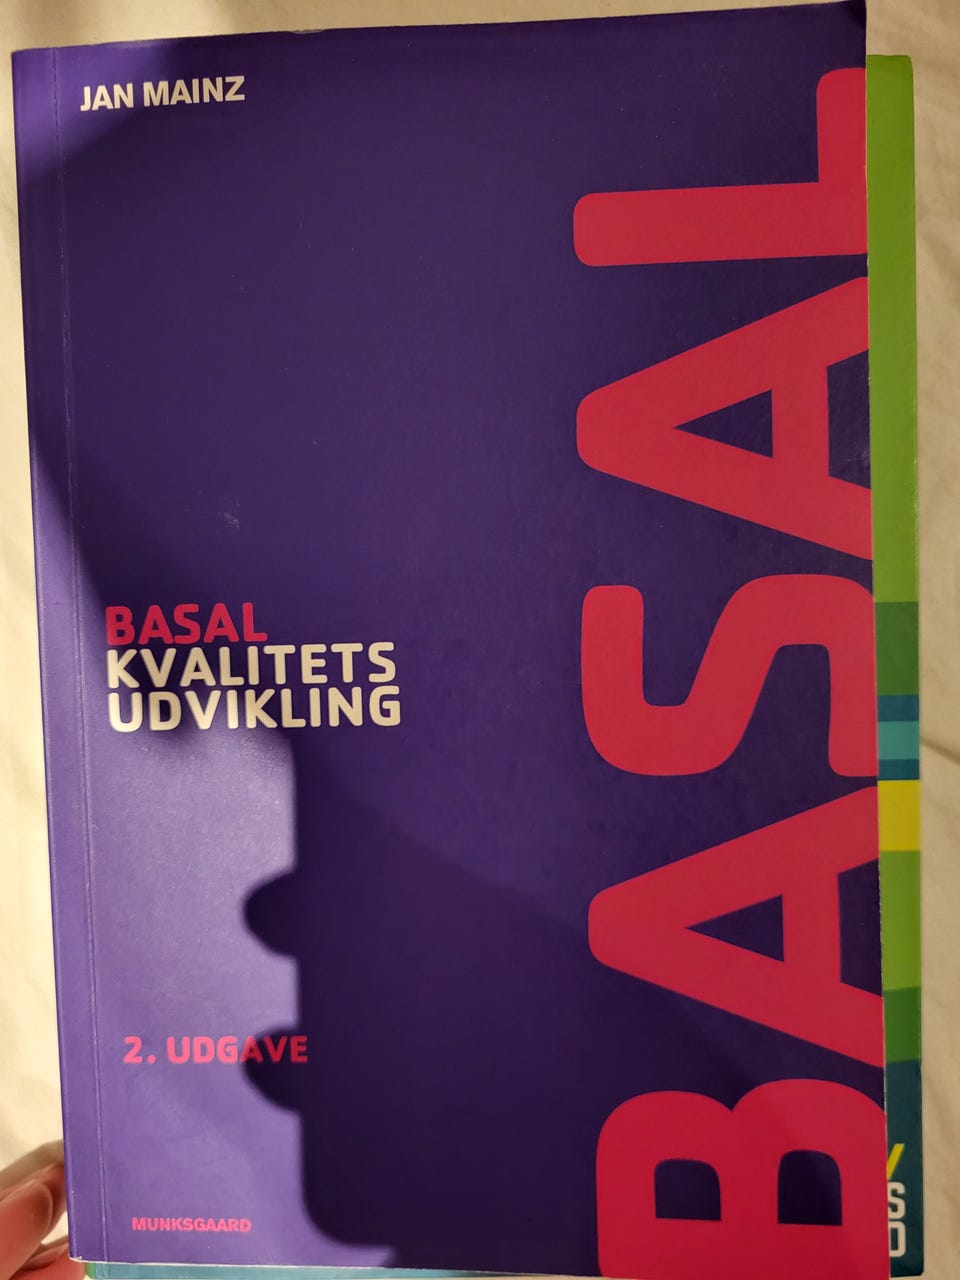 JAN MAINZ
BASAL
BASAL
KVALITETS
UDVIKLING
2. UDGAVE
MUNKSGAARD
S